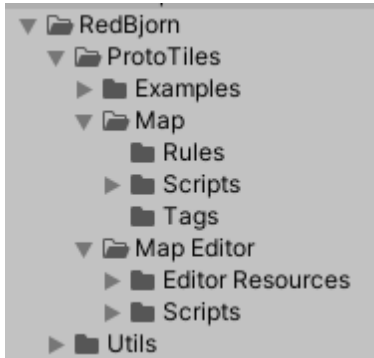 RedBjorn
ProtoTiles
Examples
Map
Rules
Scripts
Tags
Map Editor
Editor Resources
Scripts
Utils